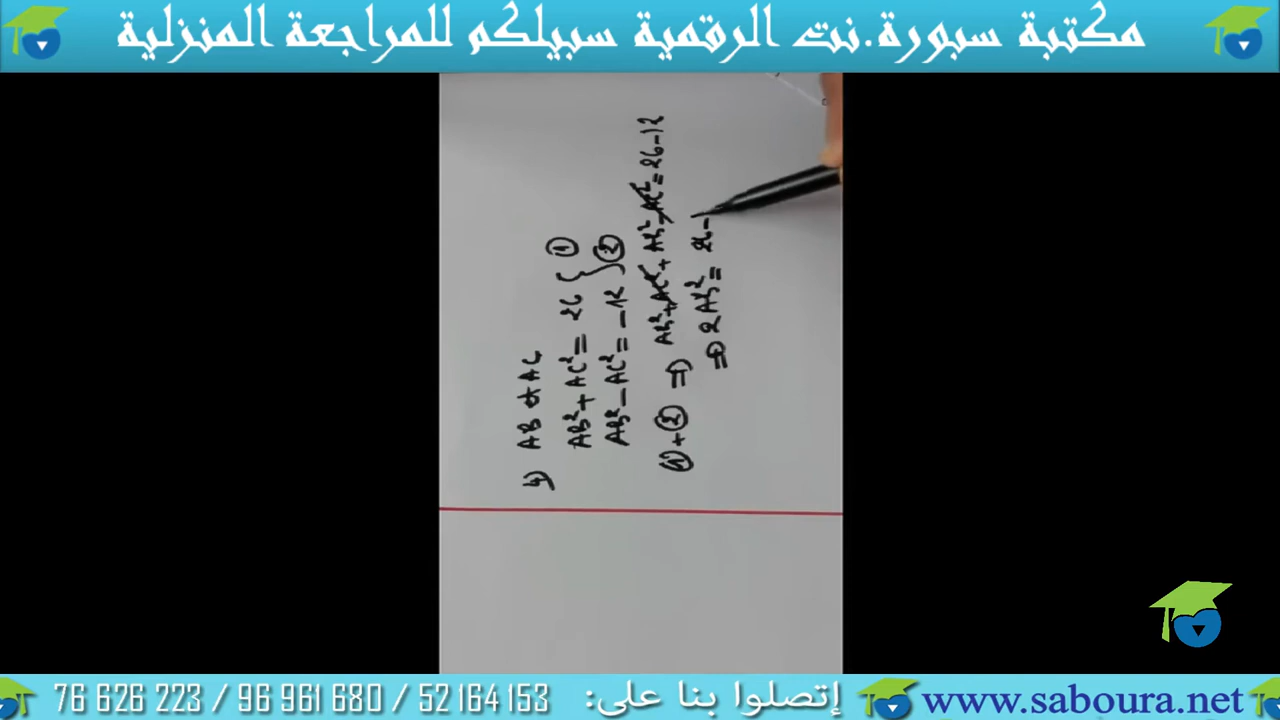 مكتبة سبورة.نت الرقمية سبيلكم للمراجعة المنزلية
4) AB et AC
AB² + AC² = 26 } ①
AB² - AC² = -12 } ②
① + ② ⇒ AB² + AC² + AB² - AC² = 26 - 12
⇒ 2AB² = 26 -
76 626 223 / 96 961 680 / 52 164 153 إتصلوا بنا على:
www.saboura.net